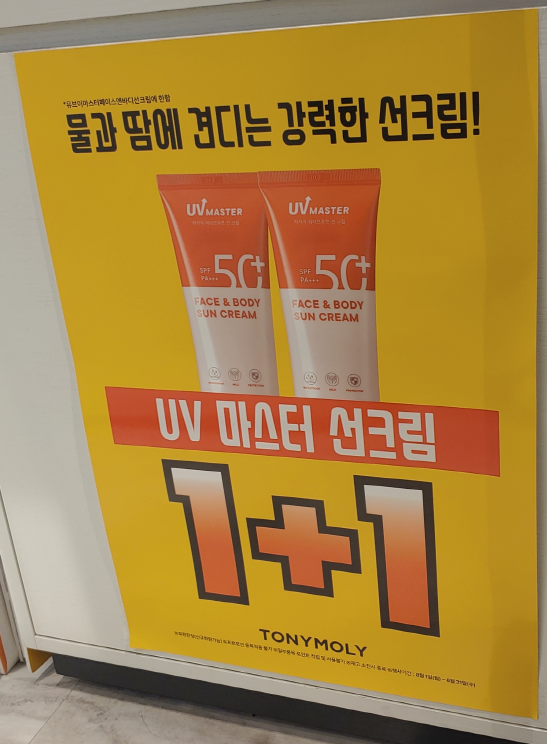 *유브이마스터페이스앤바디선크림에 한함
물과 땀에 견디는 강력한 선크림!
UV MASTER
SPF 50+
PA+++
FACE & BODY
SUN CREAM
UV MASTER
SPF 50+
PA+++
FACE & BODY
SUN CREAM
UV 마스터 선크림
1+1
TONYMOLY